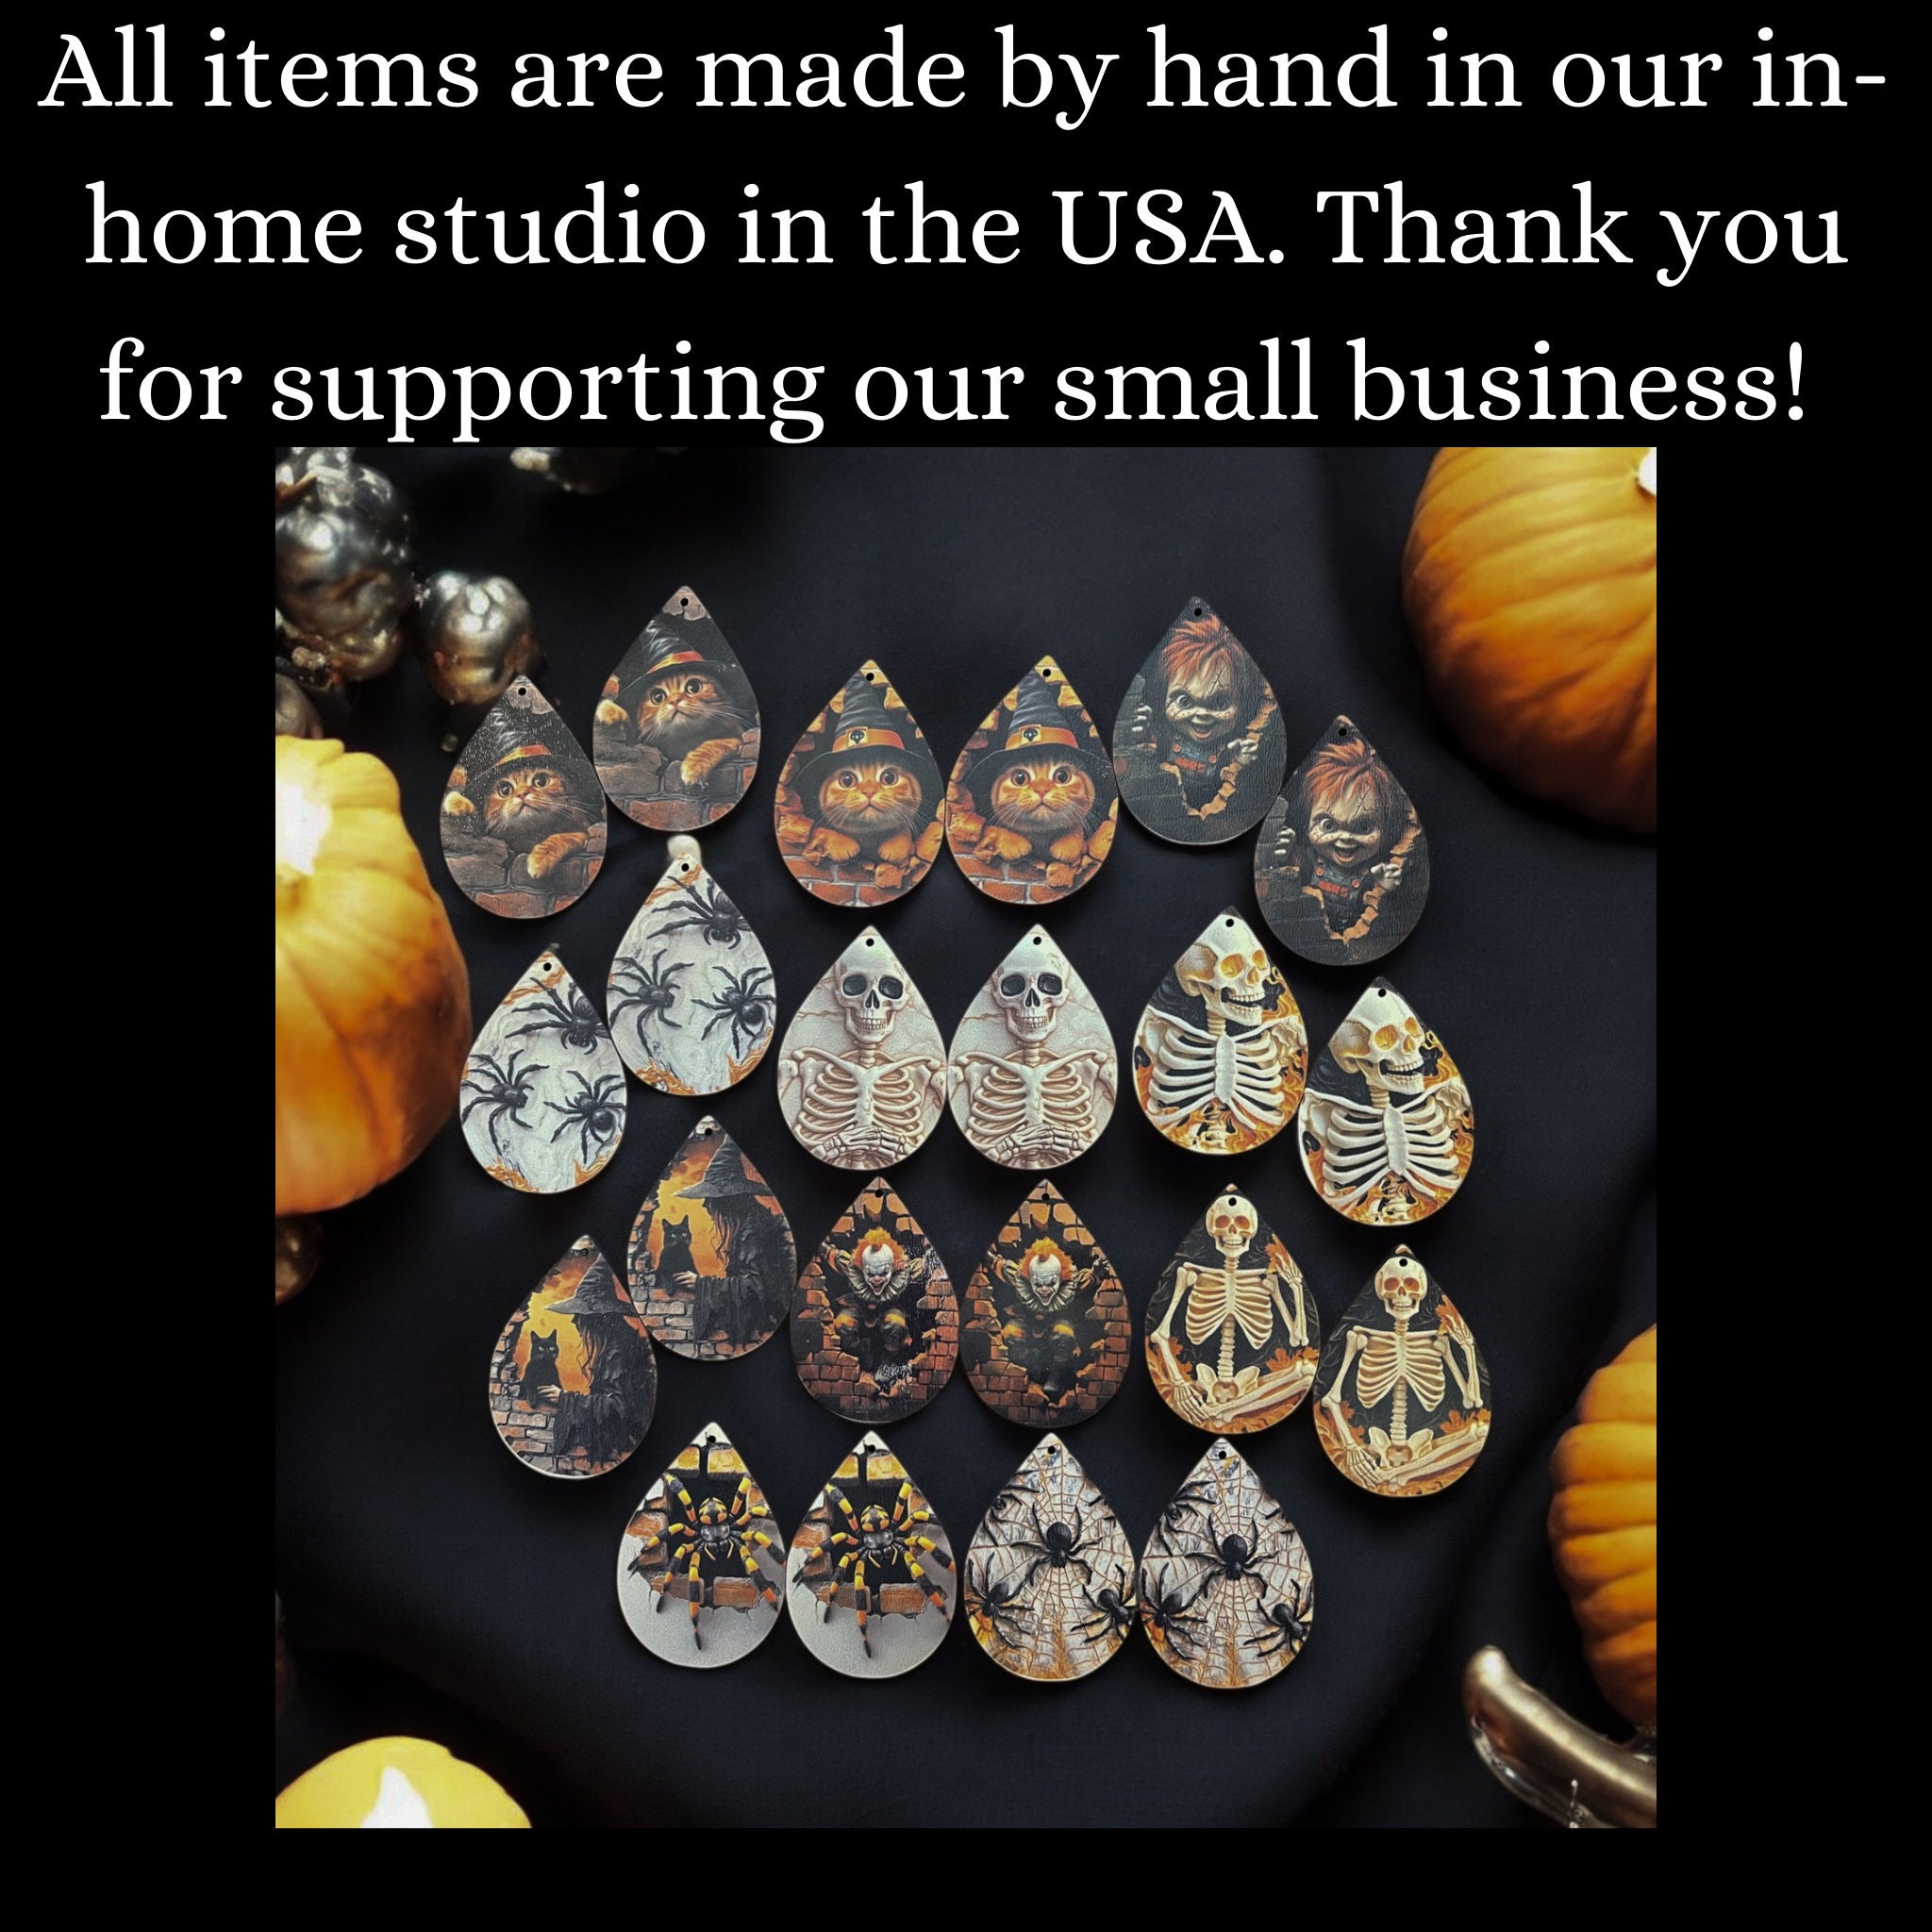 All items are made by hand in our in-
home studio in the USA. Thank you
for supporting our small business!